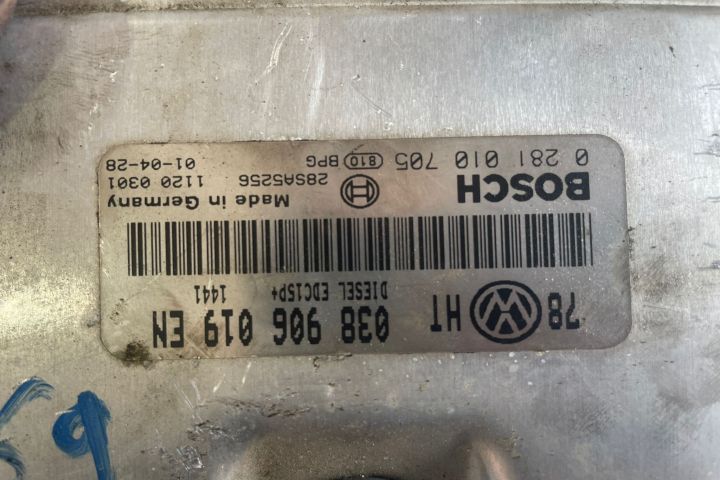 78 HT 038 906 019 EN
DIESEL EDC15P+ 1441
BOSCH Made in Germany
28SA5256 1120 0301
0 281 010 705 B10 BPG 01-04-28